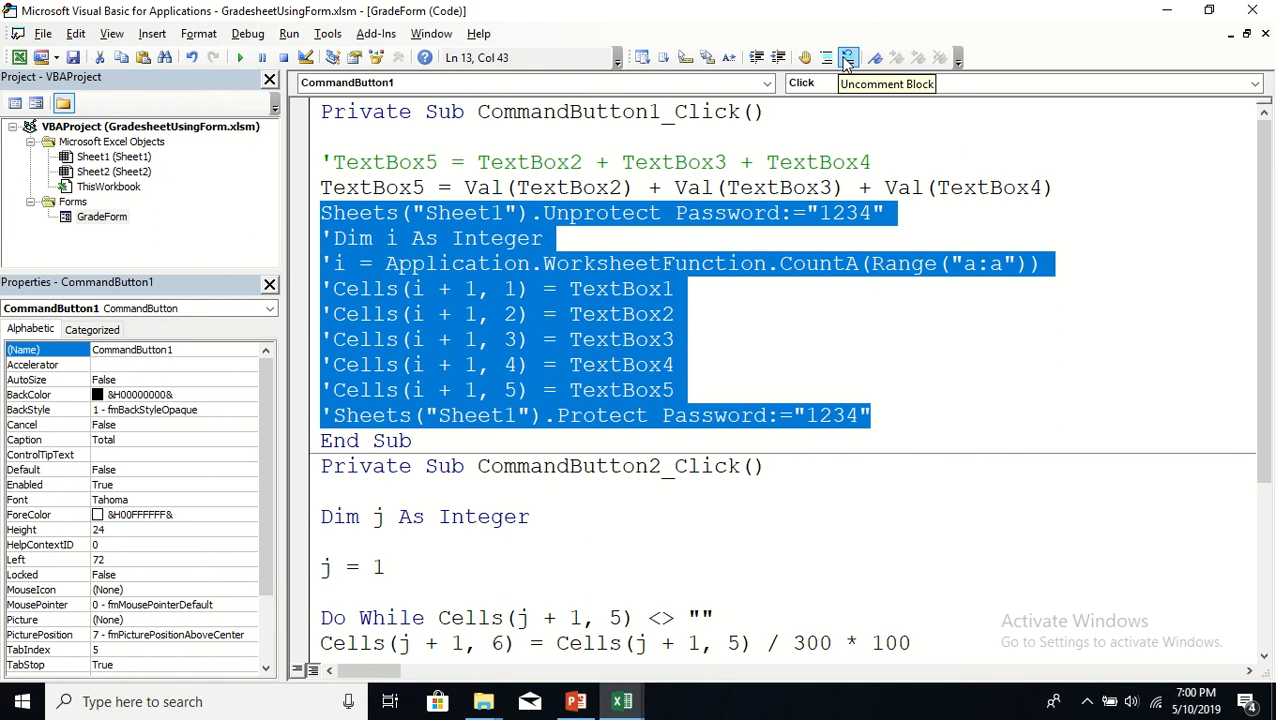 Microsoft Visual Basic for Applications - GradesheetUsingForm.xlsm - [GradeForm (Code)]
File Edit View Insert Format Debug Run Tools Add-Ins Window Help
Ln 13, Col 43
Project - VBAProject
CommandButton1
Click
Uncomment Block
VBAProject (GradesheetUsingForm.xlsm)
Microsoft Excel Objects
Sheet1 (Sheet1)
Sheet2 (Sheet2)
ThisWorkbook
Forms
GradeForm
Properties - CommandButton1
CommandButton1 CommandButton
Alphabetic Categorized
(Name) CommandButton1
Accelerator
AutoSize False
BackColor &H00000000&
BackStyle 1 - fmBackStyleOpaque
Cancel False
Caption Total
ControlTipText
Default False
Enabled True
Font Tahoma
ForeColor &H00FFFFFF&
Height 24
HelpContextID 0
Left 72
Locked False
MouseIcon (None)
MousePointer 0 - fmMousePointerDefault
Picture (None)
PicturePosition 7 - fmPicturePositionAboveCenter
TabIndex 5
TabStop True
Private Sub CommandButton1_Click()
'TextBox5 = TextBox2 + TextBox3 + TextBox4
TextBox5 = Val(TextBox2) + Val(TextBox3) + Val(TextBox4)
Sheets("Sheet1").Unprotect Password:="1234"
'Dim i As Integer
'i = Application.WorksheetFunction.CountA(Range("a:a"))
'Cells(i + 1, 1) = TextBox1
'Cells(i + 1, 2) = TextBox2
'Cells(i + 1, 3) = TextBox3
'Cells(i + 1, 4) = TextBox4
'Cells(i + 1, 5) = TextBox5
'Sheets("Sheet1").Protect Password:="1234"
End Sub
Private Sub CommandButton2_Click()
Dim j As Integer
j = 1
Do While Cells(j + 1, 5) <> ""
Cells(j + 1, 6) = Cells(j + 1, 5) / 300 * 100
Activate Windows
Go to Settings to activate Windows.
Type here to search
7:00 PM
5/10/2019
4